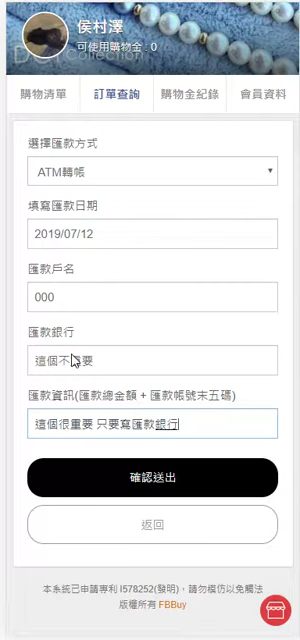 侯村澤
可使用購物金 : 0
Collection
購物清單 訂單查詢 購物金紀錄 會員資料
選擇匯款方式
ATM轉帳
填寫匯款日期
2019/07/12
匯款戶名
000
匯款銀行
這個不重要
匯款資訊(匯款總金額 + 匯款帳號末五碼)
這個很重要 只要寫匯款銀行
確認送出
返回
本系統已申請專利 I578252(發明)，請勿模仿以免觸法
版權所有 FBBuy